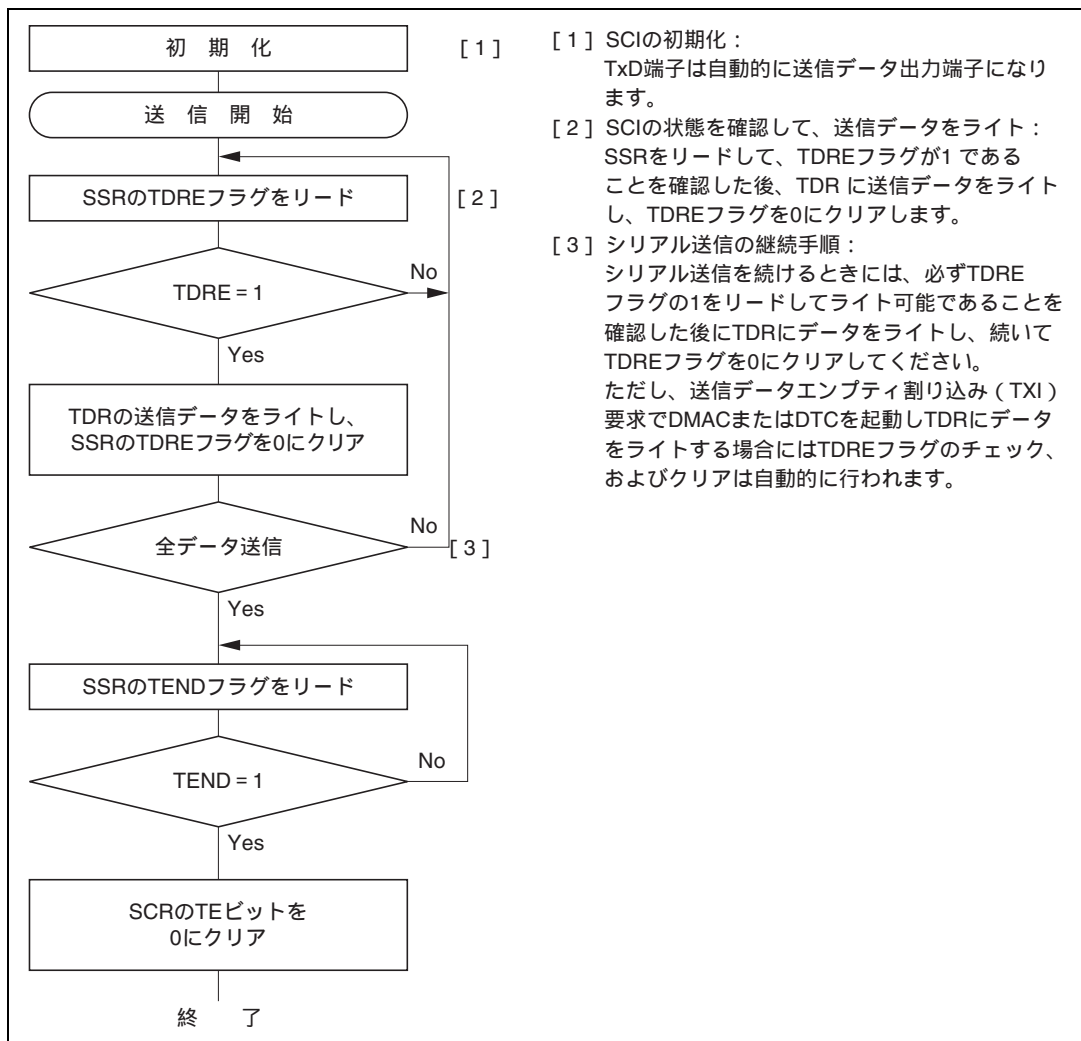 初 期 化
[ 1 ]
送 信 開 始
SSRのTDREフラグをリード
[ 2 ]
TDRE = 1
No
Yes
TDRの送信データをライトし、
SSRのTDREフラグを0にクリア
全データ送信
No
[ 3 ]
Yes
SSRのTENDフラグをリード
TEND = 1
No
Yes
SCRのTEビットを
0にクリア
終 了
[ 1 ] SCIの初期化：
TxD端子は自動的に送信データ出力端子になり
ます。
[ 2 ] SCIの状態を確認して、送信データをライト：
SSRをリードして、TDREフラグが1 である
ことを確認した後、TDR に送信データをライト
し、TDREフラグを0にクリアします。
[ 3 ] シリアル送信の継続手順：
シリアル送信を続けるときには、必ずTDRE
フラグの1をリードしてライト可能であることを
確認した後にTDRにデータをライトし、続いて
TDREフラグを0にクリアしてください。
ただし、送信データエンプティ割り込み（TXI）
要求でDMACまたはDTCを起動しTDRにデータ
をライトする場合にはTDREフラグのチェック、
およびクリアは自動的に行われます。